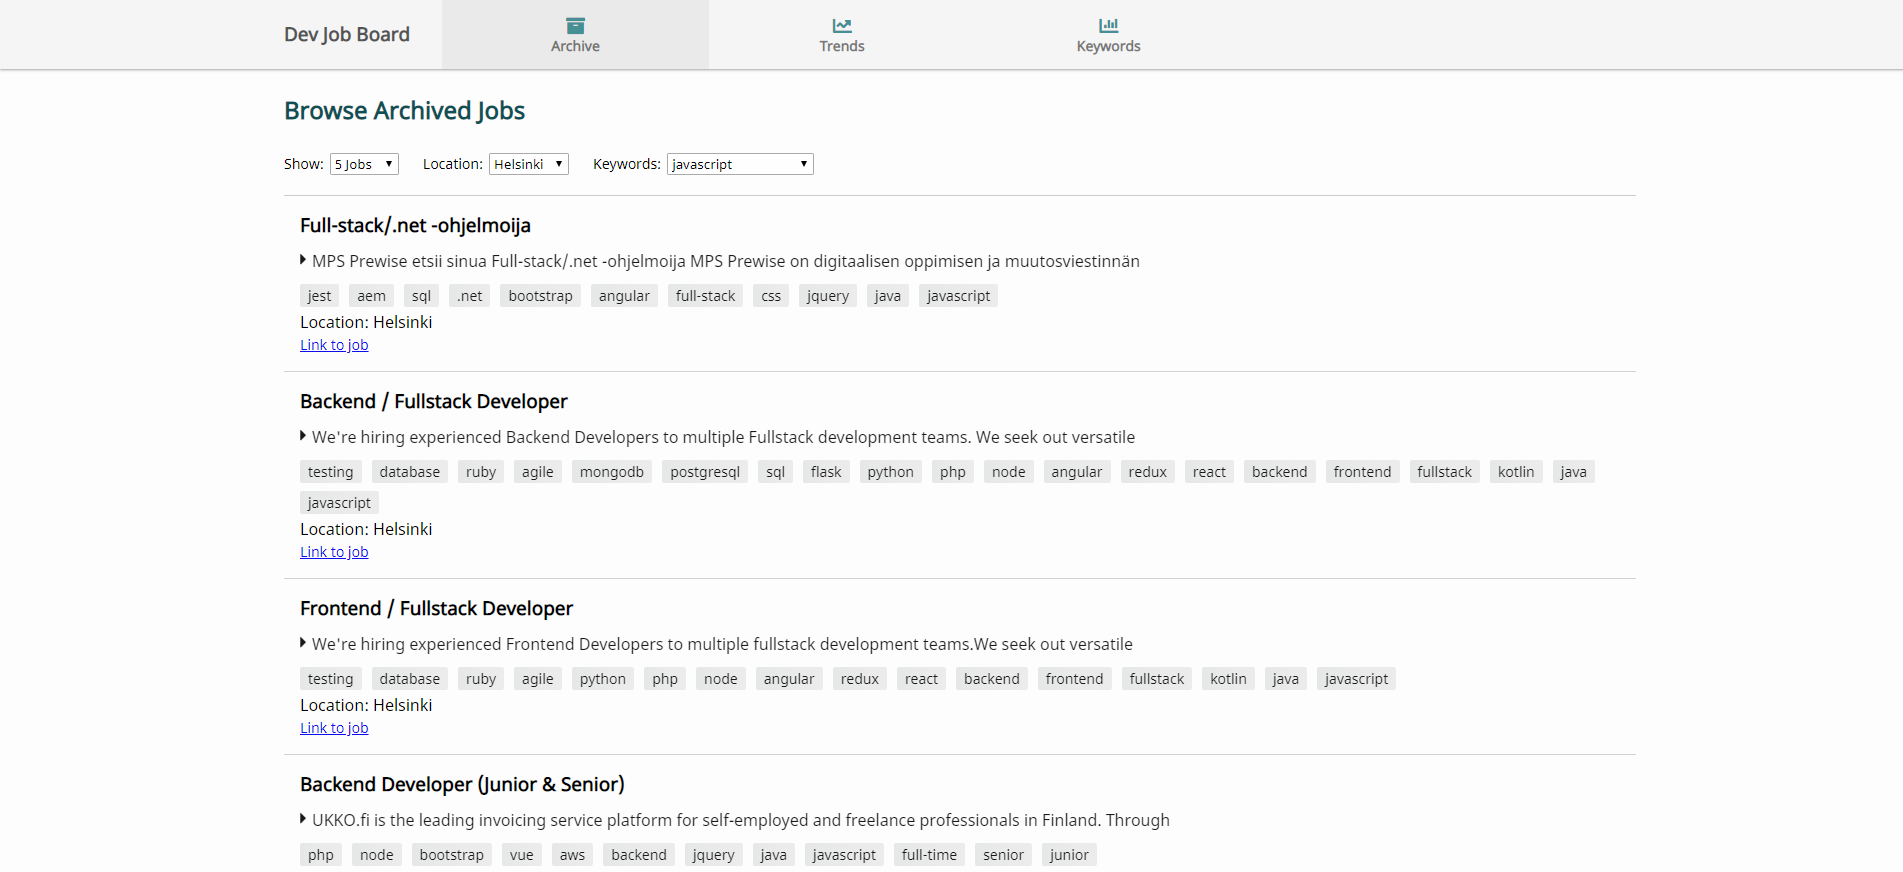 Dev Job Board
Archive
Trends
Keywords
Browse Archived Jobs
Show: 5 Jobs Location: Helsinki Keywords: javascript
Full-stack/.net -ohjelmoija
MPS Prewise etsii sinua Full-stack/.net -ohjelmoija MPS Prewise on digitaalisen oppimisen ja muutosviestinnän
jest aem sql .net bootstrap angular full-stack css jquery java javascript
Location: Helsinki
Link to job
Backend / Fullstack Developer
We're hiring experienced Backend Developers to multiple Fullstack development teams. We seek out versatile
testing database ruby agile mongodb postgresql sql flask python php node angular redux react backend frontend fullstack kotlin java
javascript
Location: Helsinki
Link to job
Frontend / Fullstack Developer
We're hiring experienced Frontend Developers to multiple fullstack development teams.We seek out versatile
testing database ruby agile python php node angular redux react backend frontend fullstack kotlin java javascript
Location: Helsinki
Link to job
Backend Developer (Junior & Senior)
UKKO.fi is the leading invoicing service platform for self-employed and freelance professionals in Finland. Through
php node bootstrap vue aws backend jquery java javascript full-time senior junior